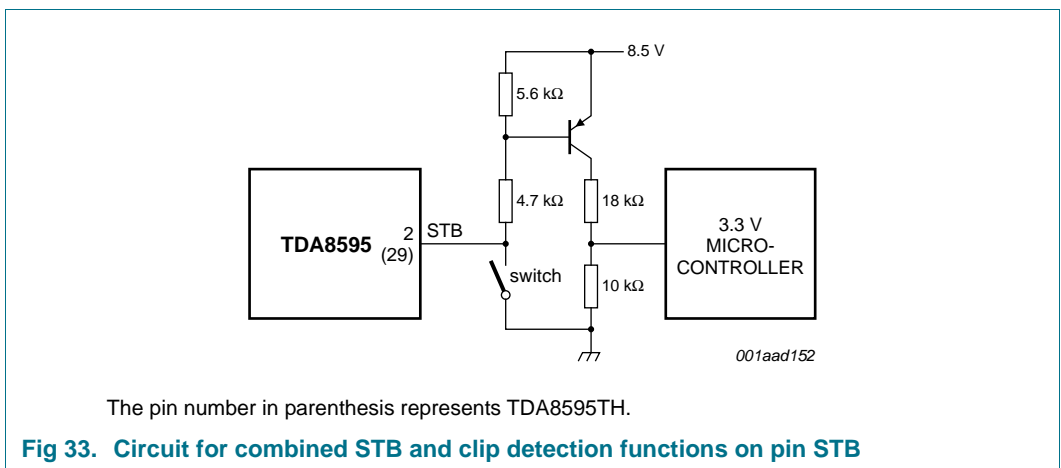 8.5 V
5.6 kΩ
4.7 kΩ
18 kΩ
TDA8595
2
(29)
STB
switch
10 kΩ
3.3 V
MICRO-
CONTROLLER
001aad152
The pin number in parenthesis represents TDA8595TH.
Fig 33. Circuit for combined STB and clip detection functions on pin STB